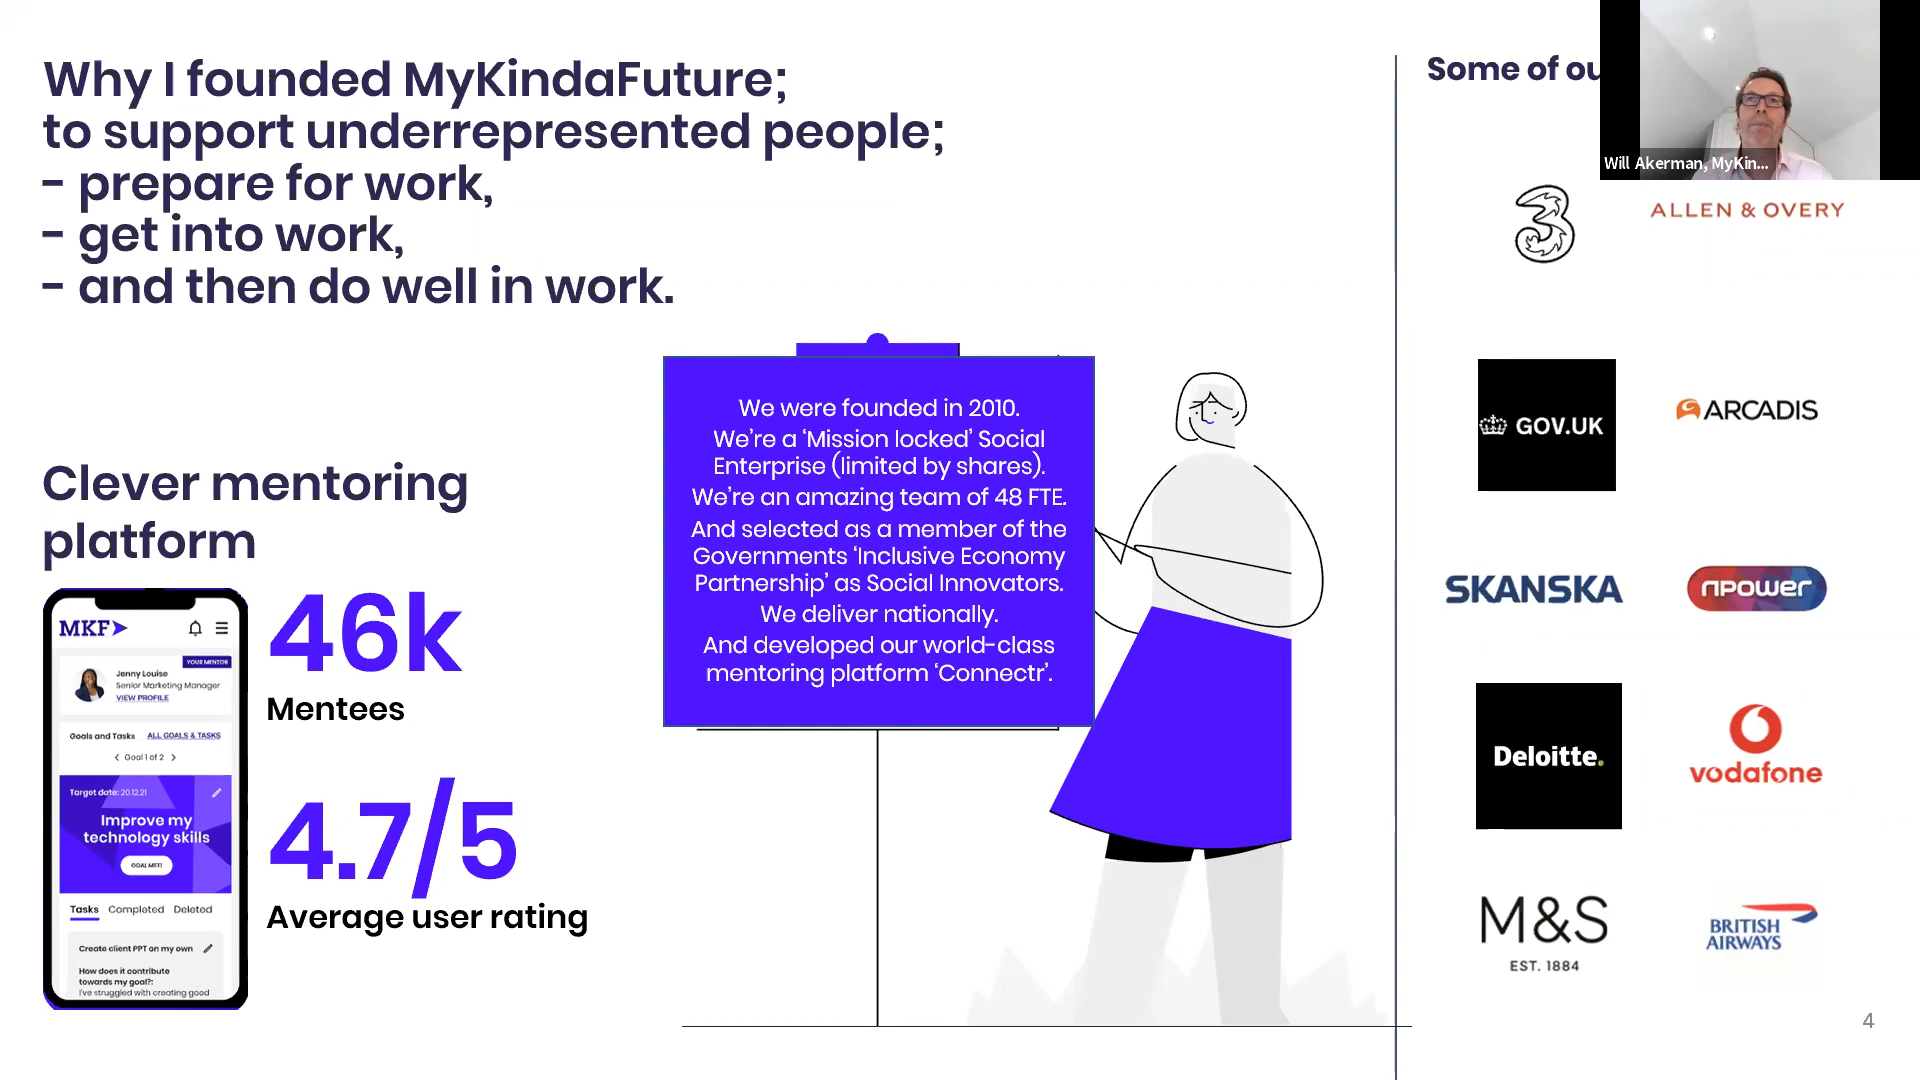 Why I founded MyKindaFuture;
to support underrepresented people;
- prepare for work,
- get into work,
- and then do well in work.
Clever mentoring
platform
MKF
YOUR MENTOR
Jenny Louise
Senior Marketing Manager
VIEW PROFILE
Goals and Tasks ALL GOALS & TASKS
< Goal 1 of 2 >
Target date: 20.12.21
Improve my
technology skills
GOAL MET!
Tasks Completed Deleted
Create client PPT on my own
How does it contribute
towards my goal?:
I've struggled with creating good
46k
Mentees
4.7/5
Average user rating
We were founded in 2010.
We're a ‘Mission locked’ Social
Enterprise (limited by shares).
We're an amazing team of 48 FTE.
And selected as a member of the
Governments ‘Inclusive Economy
Partnership’ as Social Innovators.
We deliver nationally.
And developed our world-class
mentoring platform ‘Connectr’.
Some of ou
Will Akerman, MyKin...
3
ALLEN & OVERY
GOV.UK
ARCADIS
SKANSKA
npower
Deloitte.
vodafone
M&S
EST. 1884
BRITISH
AIRWAYS
4